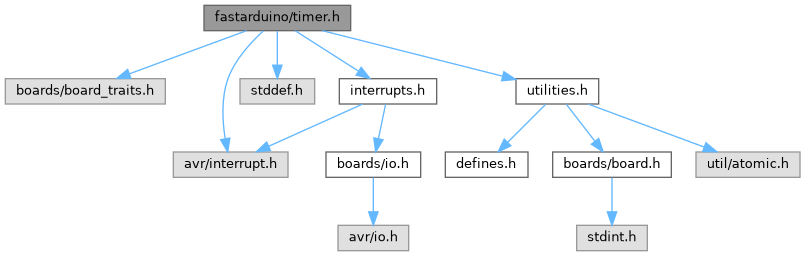 fastarduino/timer.h
boards/board_traits.h
stddef.h
interrupts.h
utilities.h
avr/interrupt.h
boards/io.h
defines.h
boards/board.h
util/atomic.h
avr/io.h
stdint.h